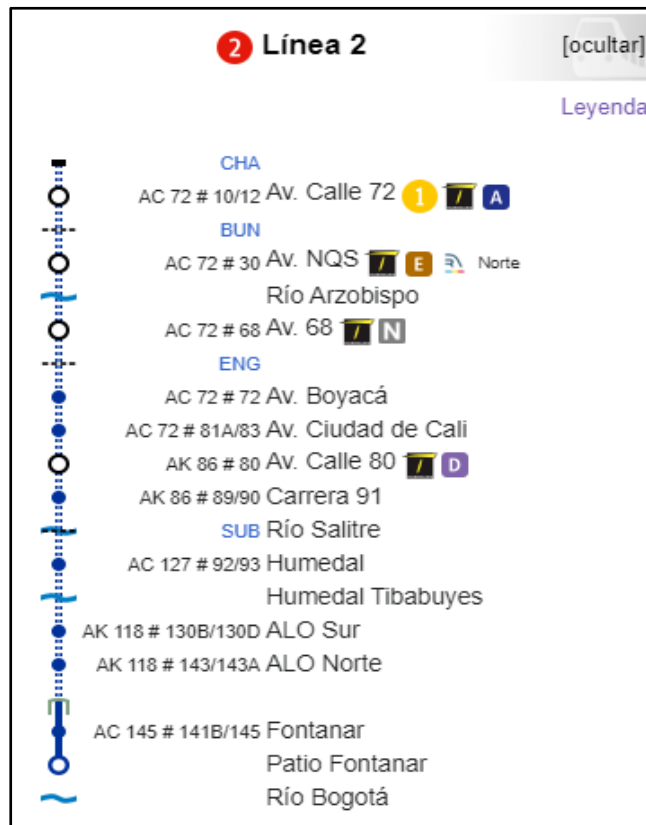 2 Línea 2 [ocultar]
Leyenda
CHA
AC 72 # 10/12 Av. Calle 72 1 A
BUN
AC 72 # 30 Av. NQS E Norte
Río Arzobispo
AC 72 # 68 Av. 68 N
ENG
AC 72 # 72 Av. Boyacá
AC 72 # 81A/83 Av. Ciudad de Cali
AK 86 # 80 Av. Calle 80 D
AK 86 # 89/90 Carrera 91
SUB Río Salitre
AC 127 # 92/93 Humedal
Humedal Tibabuyes
AK 118 # 130B/130D ALO Sur
AK 118 # 143/143A ALO Norte
AC 145 # 141B/145 Fontanar
Patio Fontanar
Río Bogotá